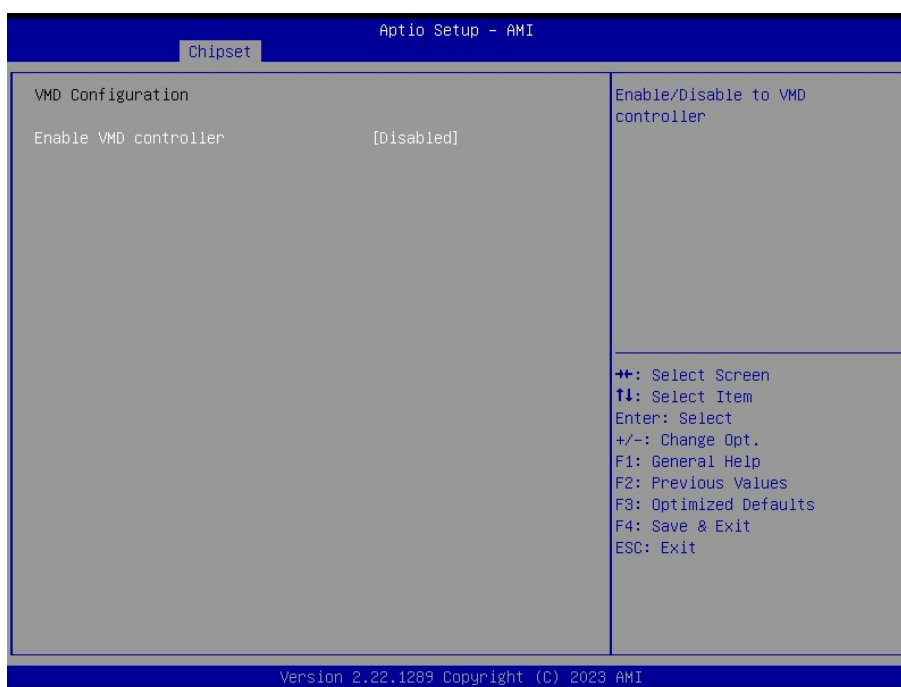 Aptio Setup – AMI
Chipset
VMD Configuration
Enable VMD controller [Disabled]
Enable/Disable to VMD
controller
→←: Select Screen
↑↓: Select Item
Enter: Select
+/-: Change Opt.
F1: General Help
F2: Previous Values
F3: Optimized Defaults
F4: Save & Exit
ESC: Exit
Version 2.22.1289 Copyright (C) 2023 AMI